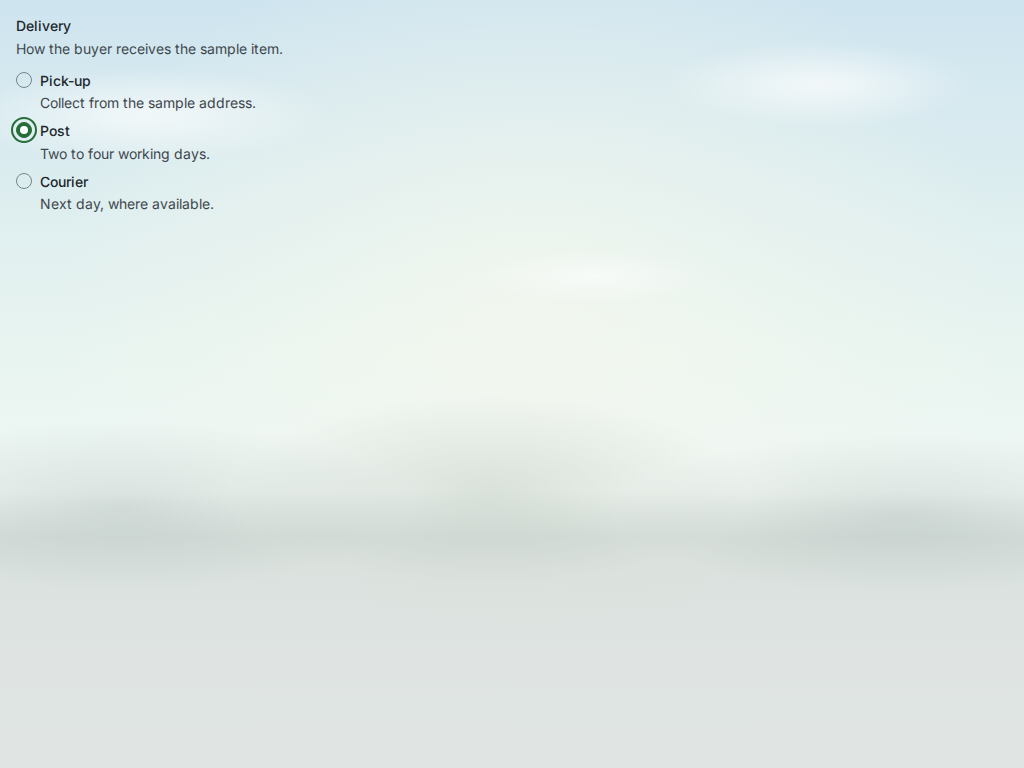 Delivery
How the buyer receives the sample item.
Pick-up
Collect from the sample address.
Post
Two to four working days.
Courier
Next day, where available.